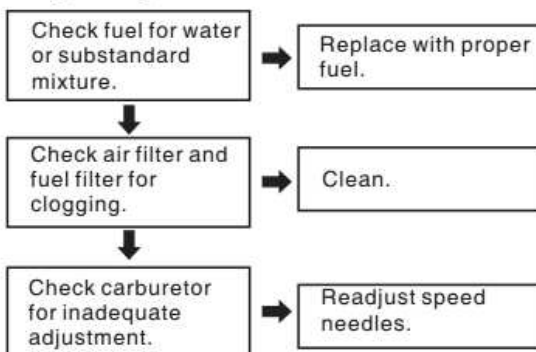 Check fuel for water
or substandard
mixture.
Replace with proper
fuel.
Check air filter and
fuel filter for
clogging.
Clean.
Check carburetor
for inadequate
adjustment.
Readjust speed
needles.